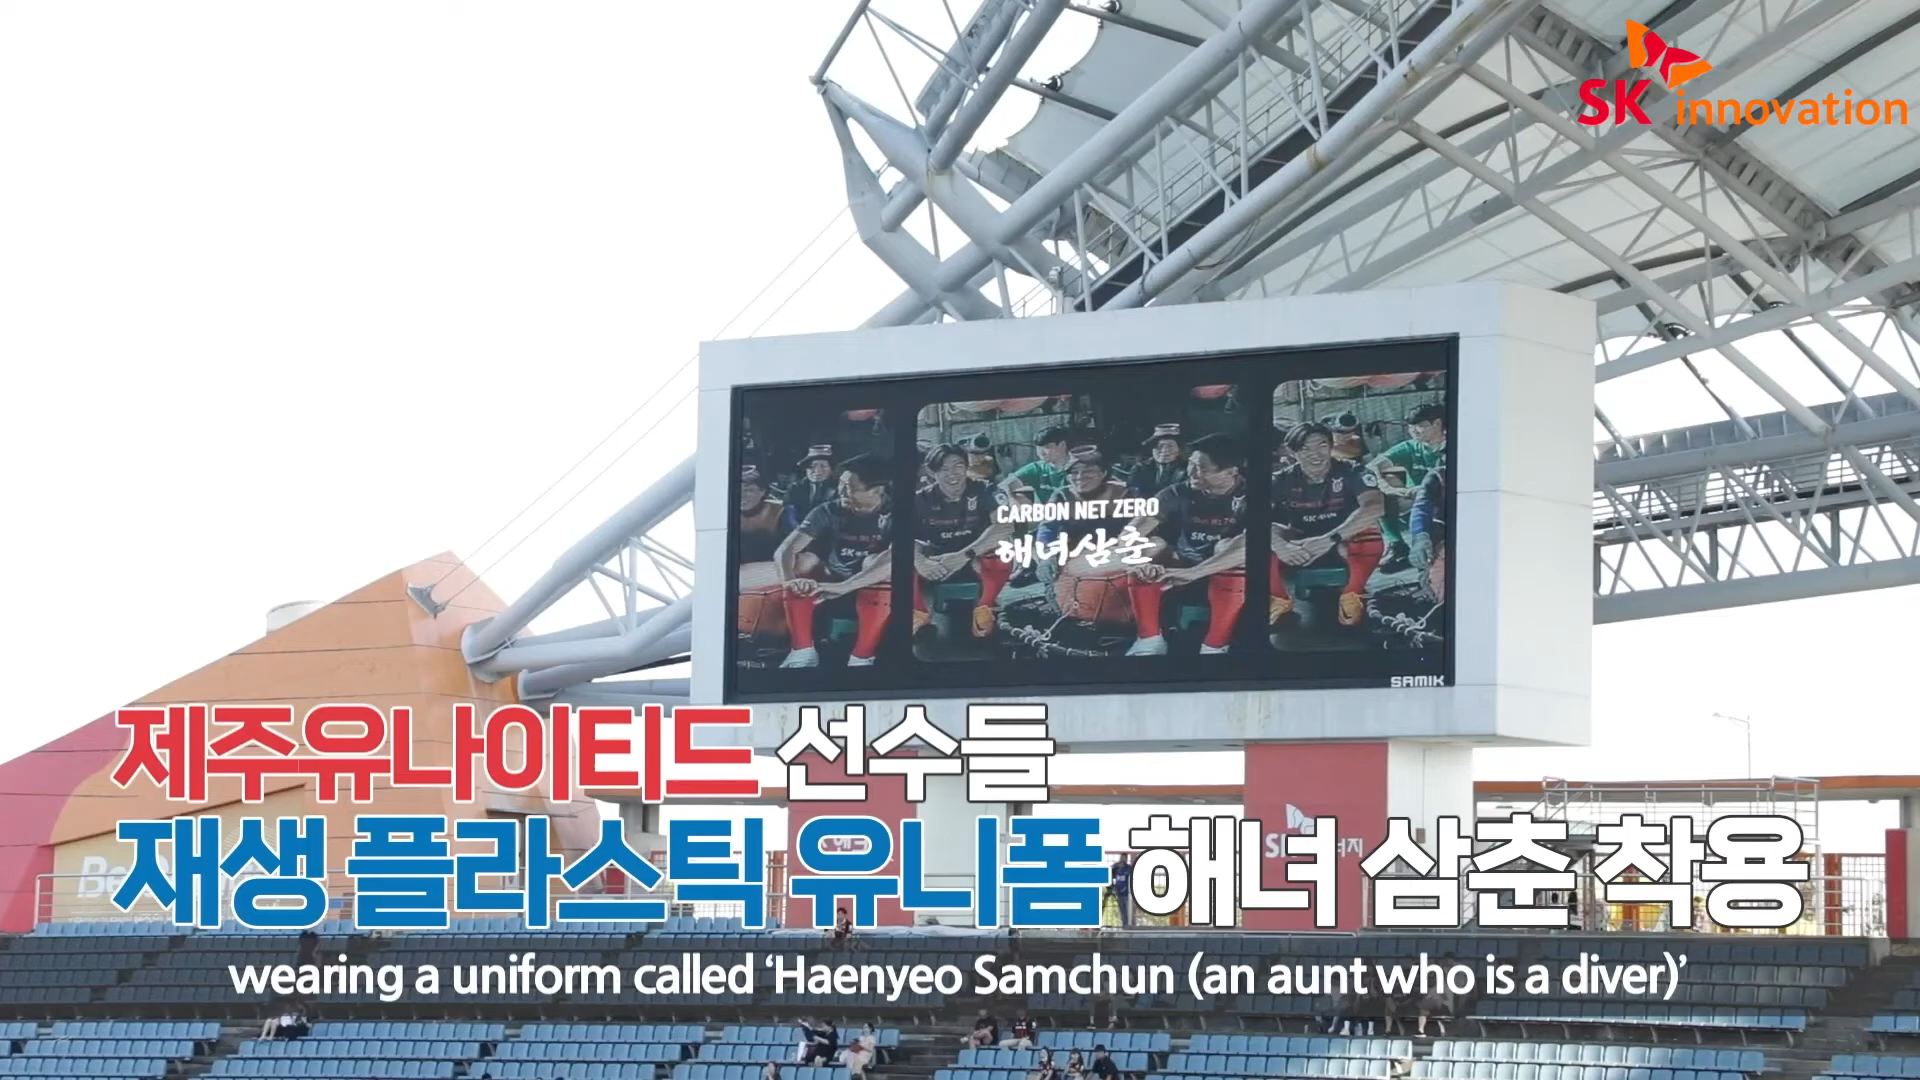 SK innovation
CARBON NET ZERO
해녀삼춘
SAMIK
제주유나이티드 선수들
재생 플라스틱 유니폼 해녀 삼춘 착용
wearing a uniform called ‘Haenyeo Samchun (an aunt who is a diver)’